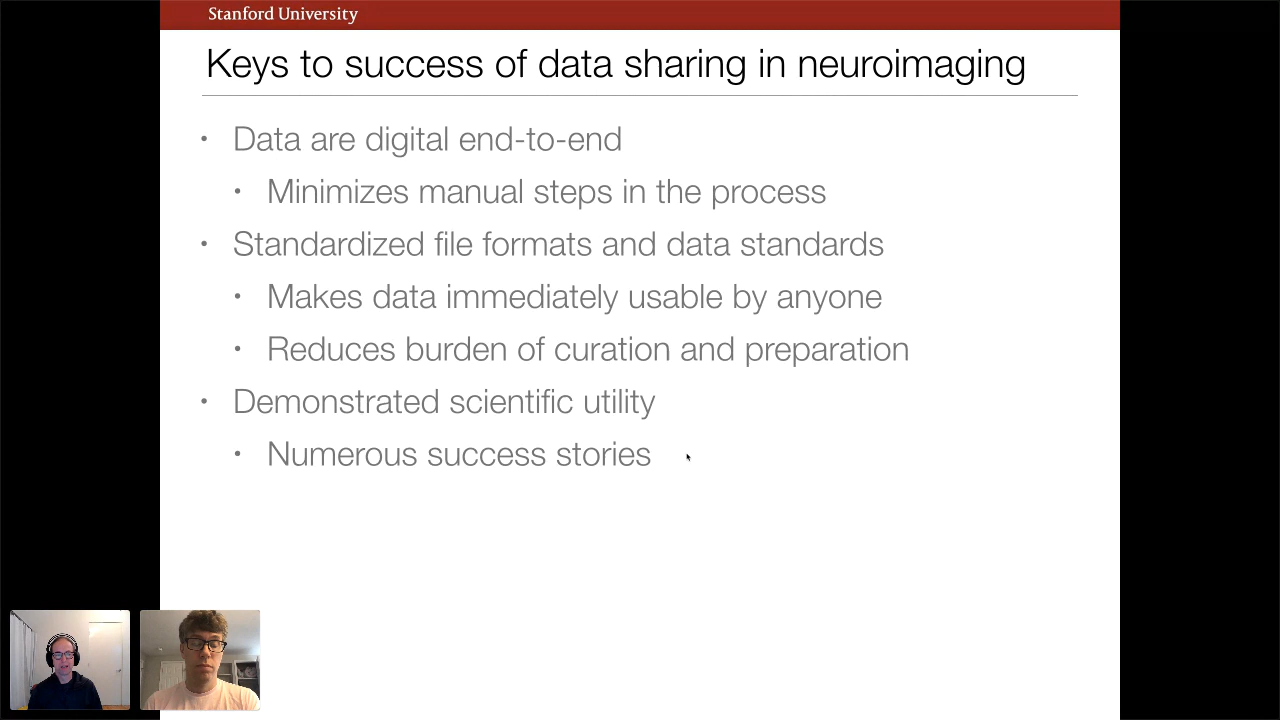 Stanford University
Keys to success of data sharing in neuroimaging
• Data are digital end-to-end
• Minimizes manual steps in the process
• Standardized file formats and data standards
• Makes data immediately usable by anyone
• Reduces burden of curation and preparation
• Demonstrated scientific utility
• Numerous success stories